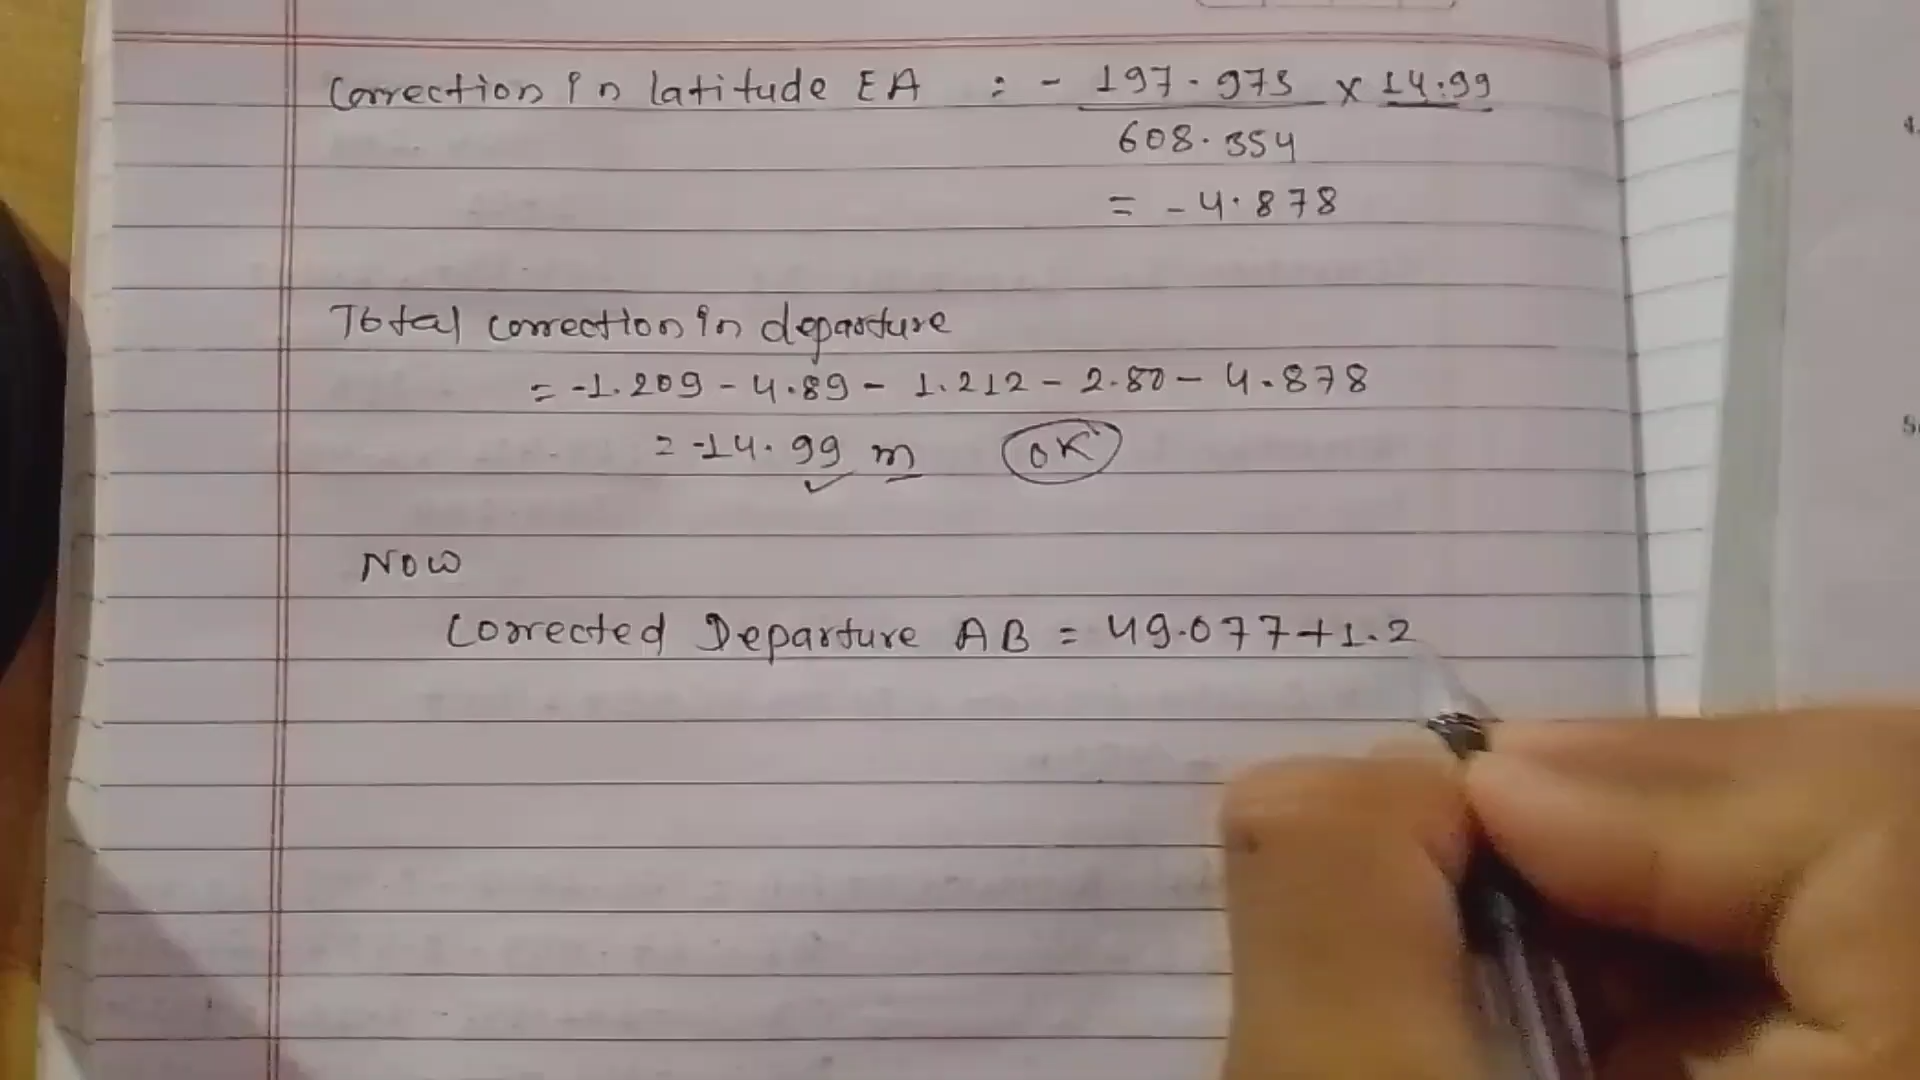 Correction in latitude EA = - 197.973 x 14.99
608.354
= -4.878
Total correction in departure
= -1.209 - 4.89 - 1.212 - 2.80 - 4.878
= -14.99 m OK
Now
Corrected Departure AB = 49.077+1.2